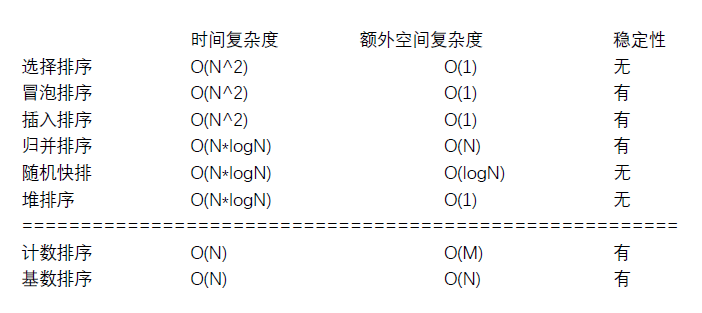 时间复杂度 额外空间复杂度 稳定性
选择排序 O(N^2) O(1) 无
冒泡排序 O(N^2) O(1) 有
插入排序 O(N^2) O(1) 有
归并排序 O(N*logN) O(N) 有
随机快排 O(N*logN) O(logN) 无
堆排序 O(N*logN) O(1) 无
========================================================
计数排序 O(N) O(M) 有
基数排序 O(N) O(N) 有